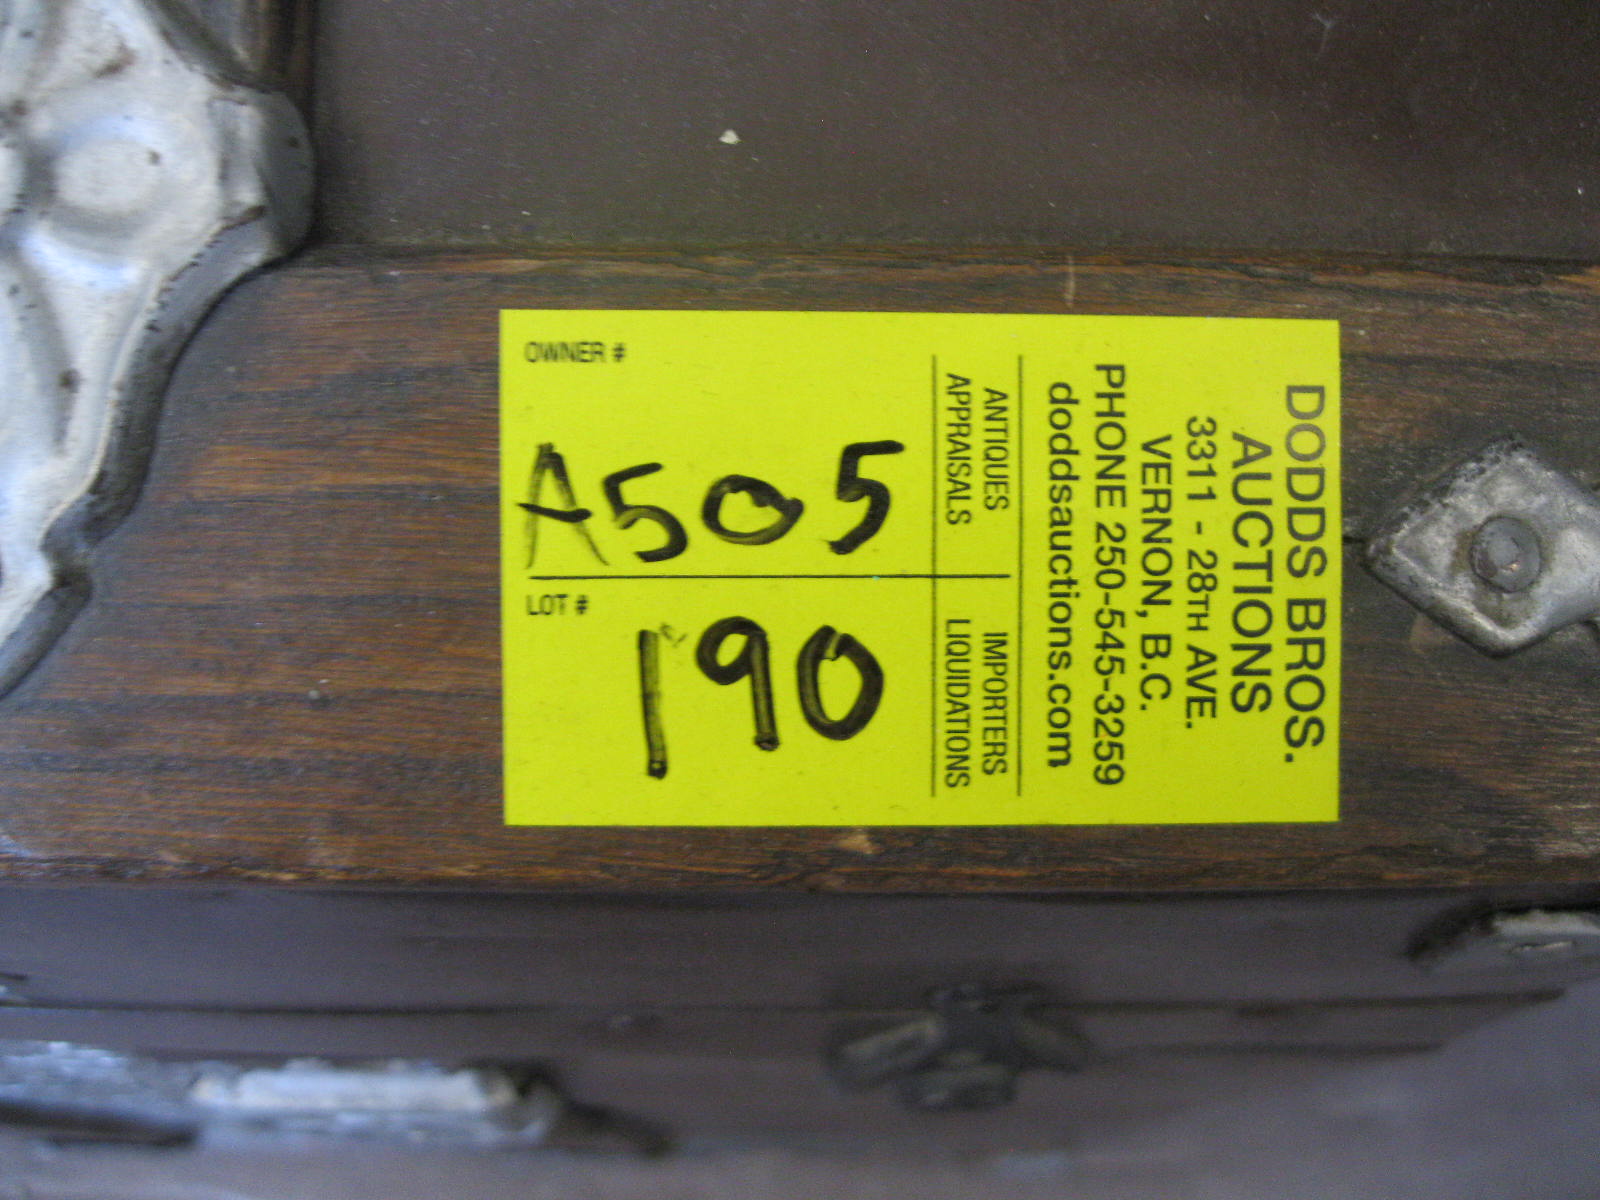 OWNER #
A505
LOT #
190
ANTIQUES
APPRAISALS
IMPORTERS
LIQUIDATIONS
DODDS BROS.
AUCTIONS
3311 - 28TH AVE.
VERNON, B.C.
PHONE 250-545-3259
doddsauctions.com